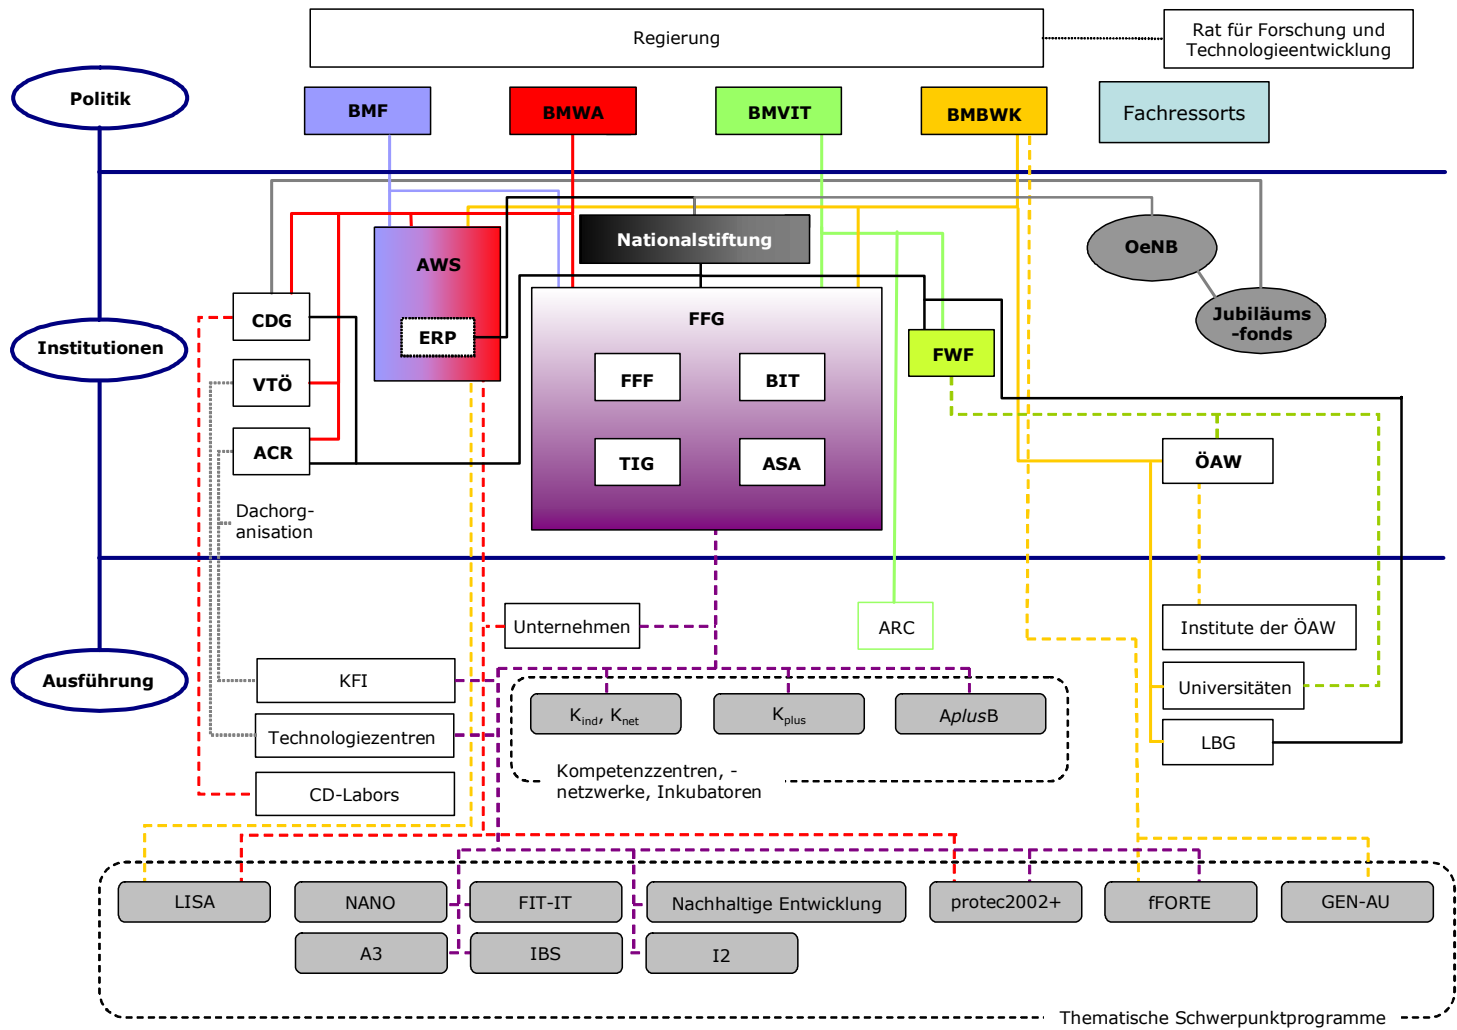 Regierung
Rat für Forschung und
Technologieentwicklung
Politik
BMF
BMWA
BMVIT
BMBWK
Fachressorts
Nationalstiftung
OeNB
AWS
Jubiläums
-fonds
CDG
ERP
FFG
FWF
Institutionen
VTÖ
FFF
BIT
ACR
TIG
ASA
ÖAW
Dachorg-
anisation
Unternehmen
ARC
Institute der ÖAW
Ausführung
KFI
Universitäten
K_ind, K_net
K_plus
AplusB
Technologiezentren
LBG
Kompetenzzentren, -
netzwerke, Inkubatoren
CD-Labors
LISA
NANO
FIT-IT
Nachhaltige Entwicklung
protec2002+
fFORTE
GEN-AU
A3
IBS
I2
Thematische Schwerpunktprogramme